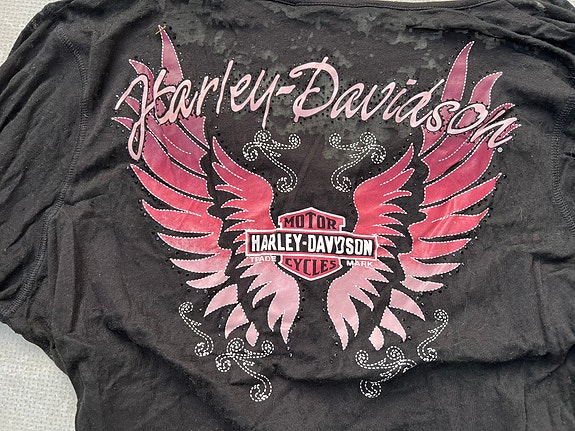 Harley-Davidson®
MOTOR
HARLEY-DAVIDSON
TRADE MARK
CYCLES